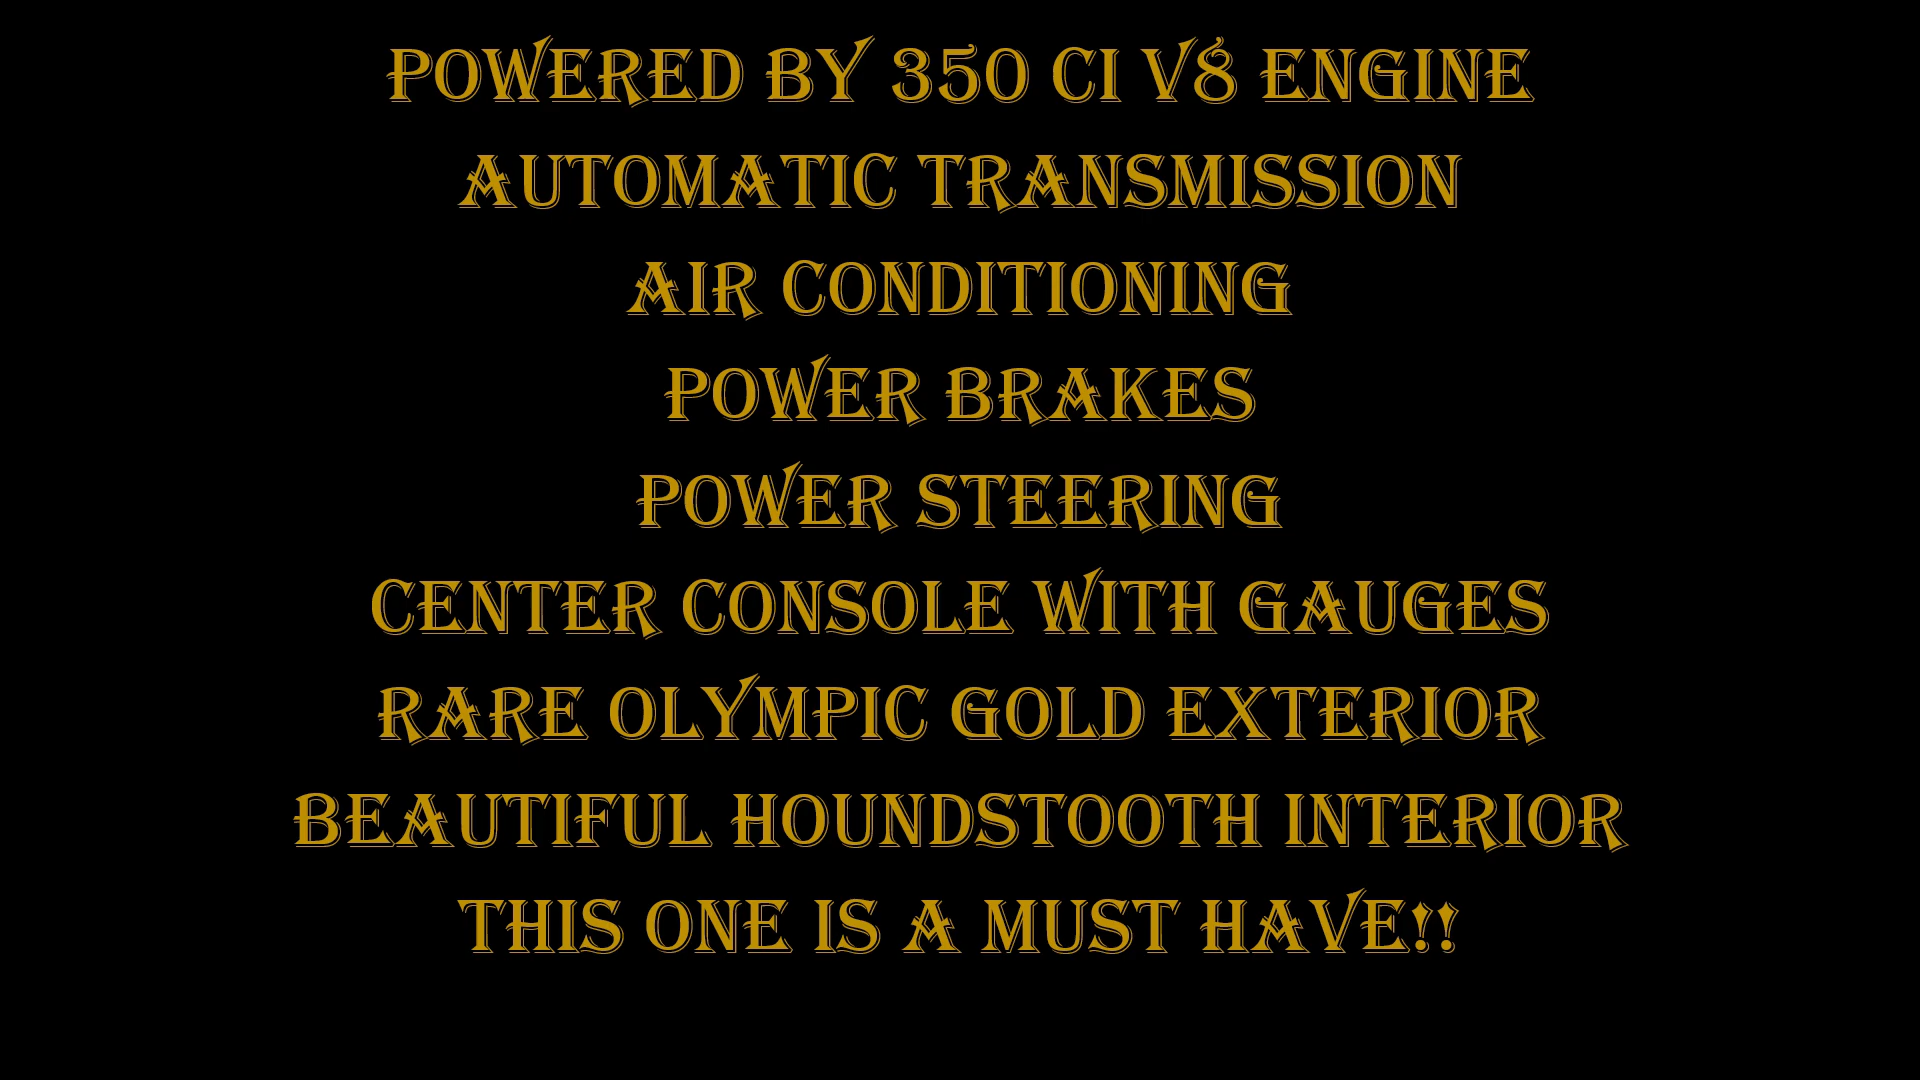 POWERED BY 350 CI V8 ENGINE
AUTOMATIC TRANSMISSION
AIR CONDITIONING
POWER BRAKES
POWER STEERING
CENTER CONSOLE WITH GAUGES
RARE OLYMPIC GOLD EXTERIOR
BEAUTIFUL HOUNDSTOOTH INTERIOR
THIS ONE IS A MUST HAVE!!